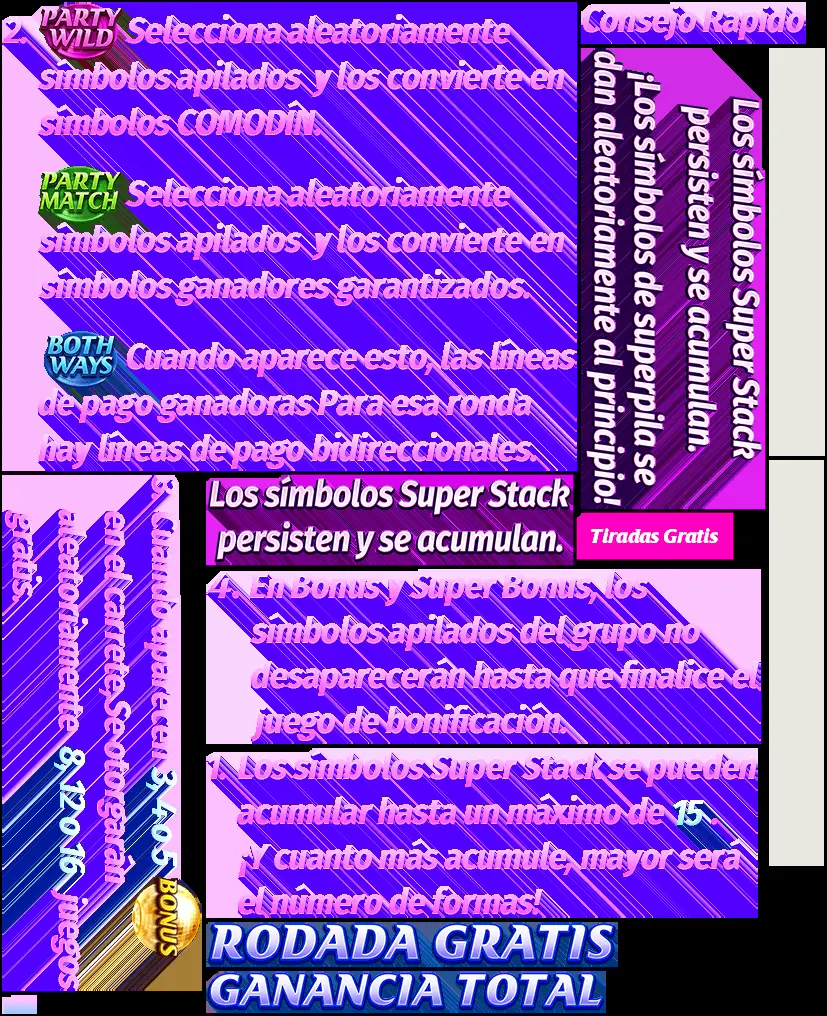 2. PARTY WILD Selecciona aleatoriamente
símbolos apilados y los convierte en
símbolos COMODÍN.
PARTY MATCH Selecciona aleatoriamente
símbolos apilados y los convierte en
símbolos ganadores garantizados.
BOTH WAYS Cuando aparece esto, las líneas
de pago ganadoras Para esa ronda
hay líneas de pago bidireccionales.
Consejo Rapido
Los símbolos Super Stack
persisten y se acumulan.
¡Los símbolos de superpila se
dan aleatoriamente al principio!
3. Cuando aparecen 3, 4 o 5 BONUS
en el carrete, Se otorgarán
aleatoriamente 8, 12 o 16 juegos
gratis.
Los símbolos Super Stack
persisten y se acumulan.
Tiradas Gratis
4. En Bonus y Super Bonus, los
símbolos apilados del grupo no
desaparecerán hasta que finalice el
juego de bonificación.
1. Los símbolos Super Stack se pueden
acumular hasta un máximo de 15.
¡Y cuanto más acumule, mayor será
el número de formas!
RODADA GRATIS
GANANCIA TOTAL